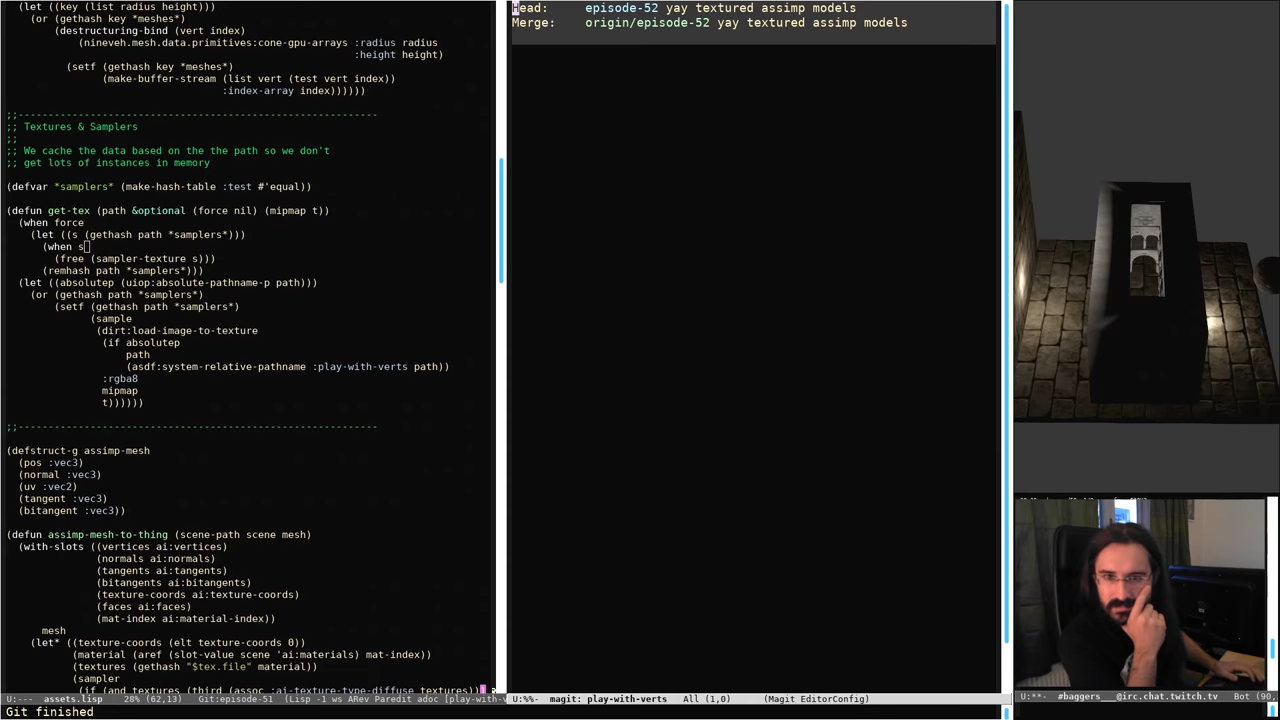 (let ((key (list radius height)))
(or (gethash key *meshes*)
(destructuring-bind (vert index)
(nineveh.mesh.data.primitives:cone-gpu-arrays :radius radius
:height height)
(setf (gethash key *meshes*)
(make-buffer-stream (list vert (test vert index))
:index-array index))))))
;;------------------------------------------------------------
;; Textures & Samplers
;;
;; We cache the data based on the the path so we don't
;; get lots of instances in memory
(defvar *samplers* (make-hash-table :test #'equal))
(defun get-tex (path &optional (force nil) (mipmap t))
(when force
(let ((s (gethash path *samplers*)))
(when s
(free (sampler-texture s)))
(remhash path *samplers*)))
(let ((absolutep (uiop:absolute-pathname-p path)))
(or (gethash path *samplers*)
(setf (gethash path *samplers*)
(sample
(dirt:load-image-to-texture
(if absolutep
path
(asdf:system-relative-pathname :play-with-verts path))
:rgba8
mipmap
t))))))
;;------------------------------------------------------------
(defstruct-g assimp-mesh
(pos :vec3)
(normal :vec3)
(uv :vec2)
(tangent :vec3)
(bitangent :vec3))
(defun assimp-mesh-to-thing (scene-path scene mesh)
(with-slots ((vertices ai:vertices)
(normals ai:normals)
(tangents ai:tangents)
(bitangents ai:bitangents)
(texture-coords ai:texture-coords)
(faces ai:faces)
(mat-index ai:material-index))
mesh
(let* ((texture-coords (elt texture-coords 0))
(material (aref (slot-value scene 'ai:materials) mat-index))
(textures (gethash "$tex.file" material))
(sampler
(if (and textures (third (assoc :ai-texture-type-diffuse textures)))
U:--- assets.lisp 28% (62,13) Git:episode-51 (Lisp -1 ws ARev Paredit adoc [play-with-v
Git finished
Head: episode-52 yay textured assimp models
Merge: origin/episode-52 yay textured assimp models
U:%%- magit: play-with-verts All (1,0) (Magit EditorConfig)
U:**- #baggers___@irc.chat.twitch.tv Bot (90,